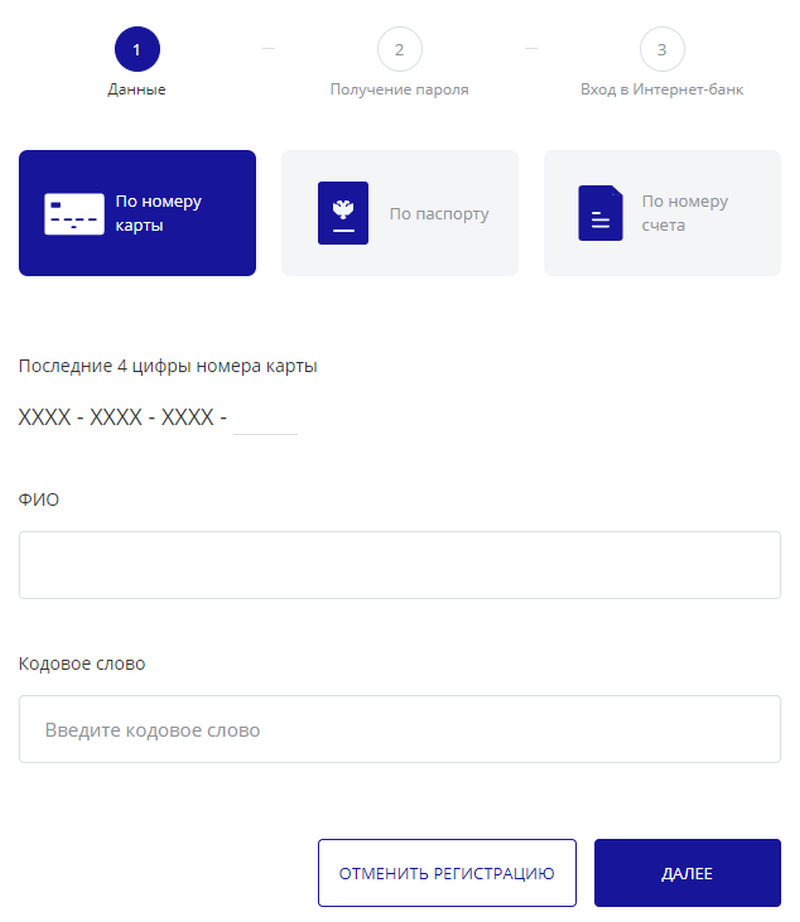 1
2
3
Данные
Получение пароля
Вход в Интернет-банк
По номеру
карты
По паспорту
По номеру
счета
Последние 4 цифры номера карты
XXXX - XXXX - XXXX -
ФИО
Кодовое слово
Введите кодовое слово
ОТМЕНИТЬ РЕГИСТРАЦИЮ
ДАЛЕЕ